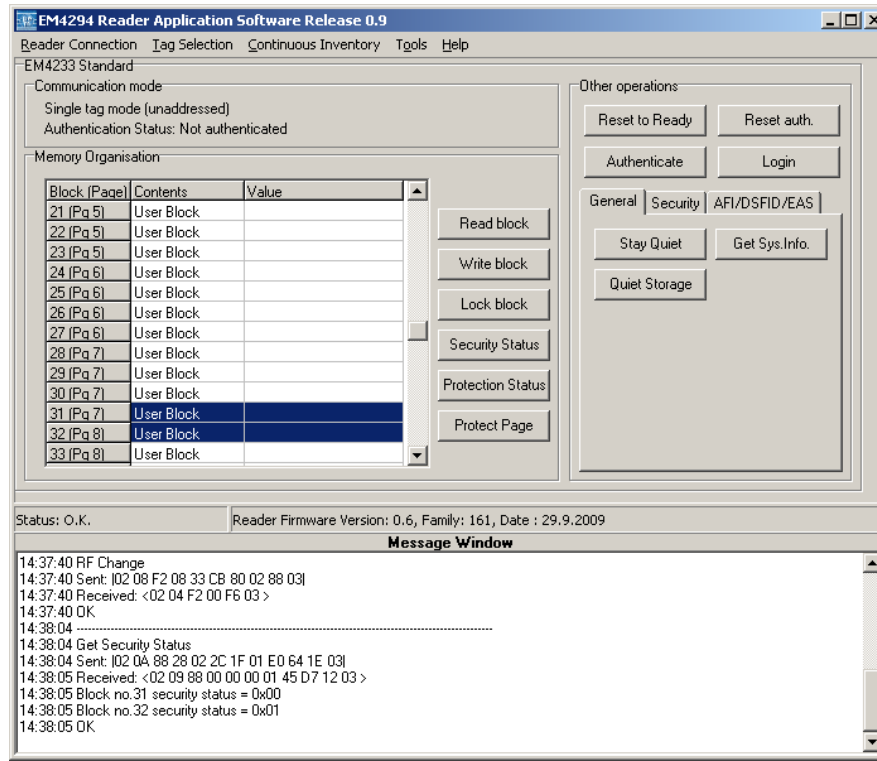 EM4294 Reader Application Software Release 0.9
Reader Connection Tag Selection Continuous Inventory Tools Help
EM4233 Standard
Communication mode
Single tag mode (unaddressed)
Authentication Status: Not authenticated
Memory Organisation
Block (Page) Contents Value
21 (Pg 5) User Block
22 (Pg 5) User Block
23 (Pg 5) User Block
24 (Pg 6) User Block
25 (Pg 6) User Block
26 (Pg 6) User Block
27 (Pg 6) User Block
28 (Pg 7) User Block
29 (Pg 7) User Block
30 (Pg 7) User Block
31 (Pg 7) User Block
32 (Pg 8) User Block
33 (Pg 8) User Block
Read block
Write block
Lock block
Security Status
Protection Status
Protect Page
Other operations
Reset to Ready Reset auth.
Authenticate Login
General Security AFI/DSFID/EAS
Stay Quiet Get Sys.Info.
Quiet Storage
Status: O.K. Reader Firmware Version: 0.6, Family: 161, Date : 29.9.2009
Message Window
14:37:40 RF Change
14:37:40 Sent: |02 08 F2 08 33 CB 80 02 88 03|
14:37:40 Received: <02 04 F2 00 F6 03 >
14:37:40 OK
14:38:04 ----------------------------------------------------------------------------------------------------
14:38:04 Get Security Status
14:38:04 Sent: |02 0A 88 28 02 2C 1F 01 E0 64 1E 03|
14:38:05 Received: <02 09 88 00 00 00 01 45 D7 12 03 >
14:38:05 Block no.31 security status = 0x00
14:38:05 Block no.32 security status = 0x01
14:38:05 OK